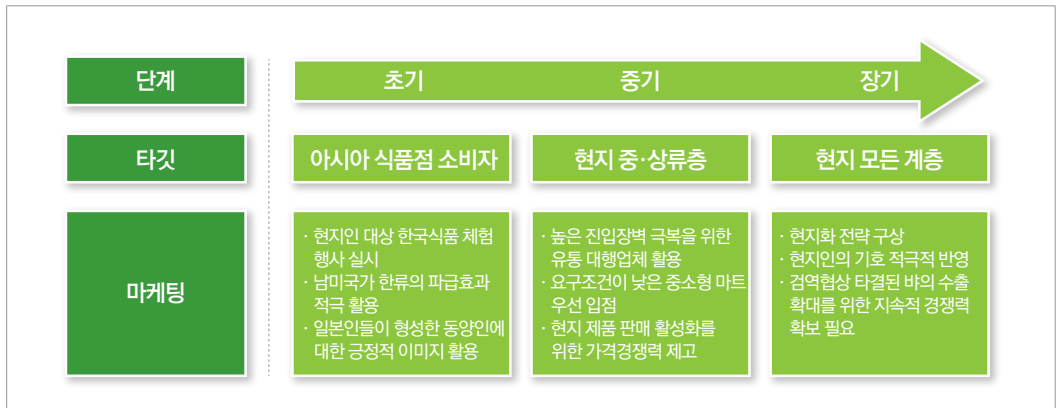 단계
초기
중기
장기
타깃
아시아 식품점 소비자
현지 중·상류층
현지 모든 계층
마케팅
· 현지인 대상 한국식품 체험
행사 실시
· 남미국가 한류의 파급효과
적극 활용
· 일본인들이 형성한 동양인에
대한 긍정적 이미지 활용
· 높은 진입장벽 극복을 위한
유통 대행업체 활용
· 요구조건이 낮은 중소형 마트
우선 입점
· 현지 제품 판매 활성화를
위한 가격경쟁력 제고
· 현지화 전략 구상
· 현지인의 기호 적극적 반영
· 검역협상 타결된 뱌의 수출
확대를 위한 지속적 경쟁력
확보 필요